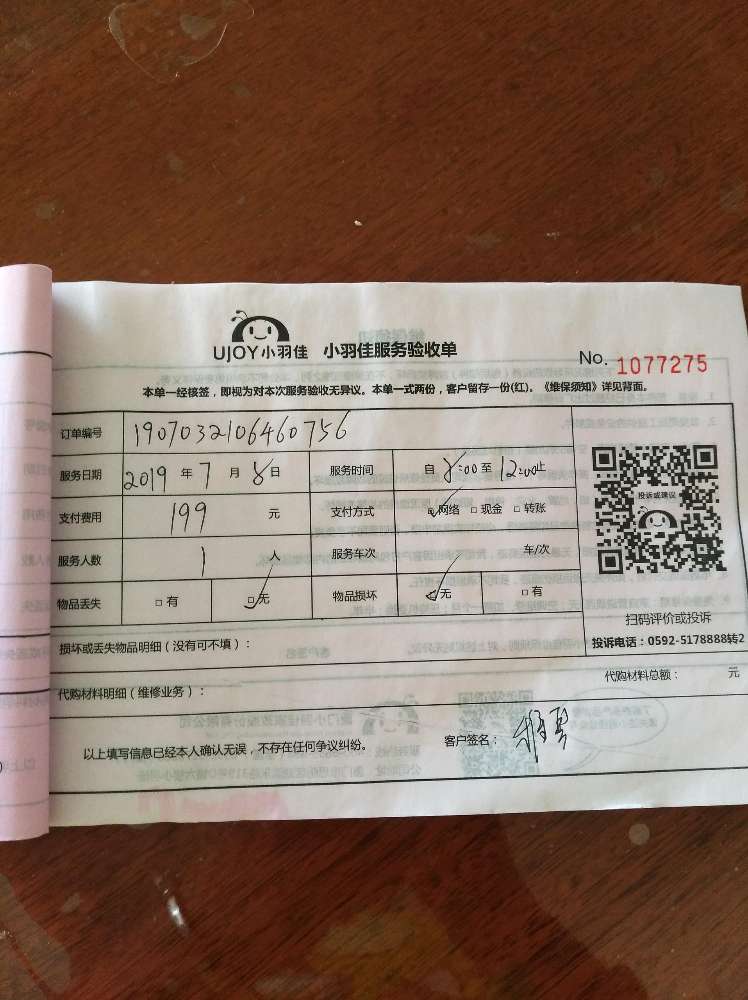 UJOY小羽佳 小羽佳服务验收单
No. 1077275
本单一经核签，即视为对本次服务验收无异议。本单一式两份，客户留存一份(红)。《维保须知》详见背面。
订单编号 1907032106460756
服务日期 2019 年 7 月 8 日 服务时间 自 8:00 至 12:00 止
支付费用 199 元 支付方式 网络 □ 现金 □ 转账
服务人数 1 人 服务车次 车/次
物品丢失 □ 有 □ 无 物品损坏 □ 无 □ 有
投诉或建议
扫码评价或投诉
投诉电话：0592-5178888转2
损坏或丢失物品明细（没有可不填）：
代购材料明细（维修业务）： 代购材料总额： 元
以上填写信息已经本人确认无误，不存在任何争议纠纷。 客户签名：